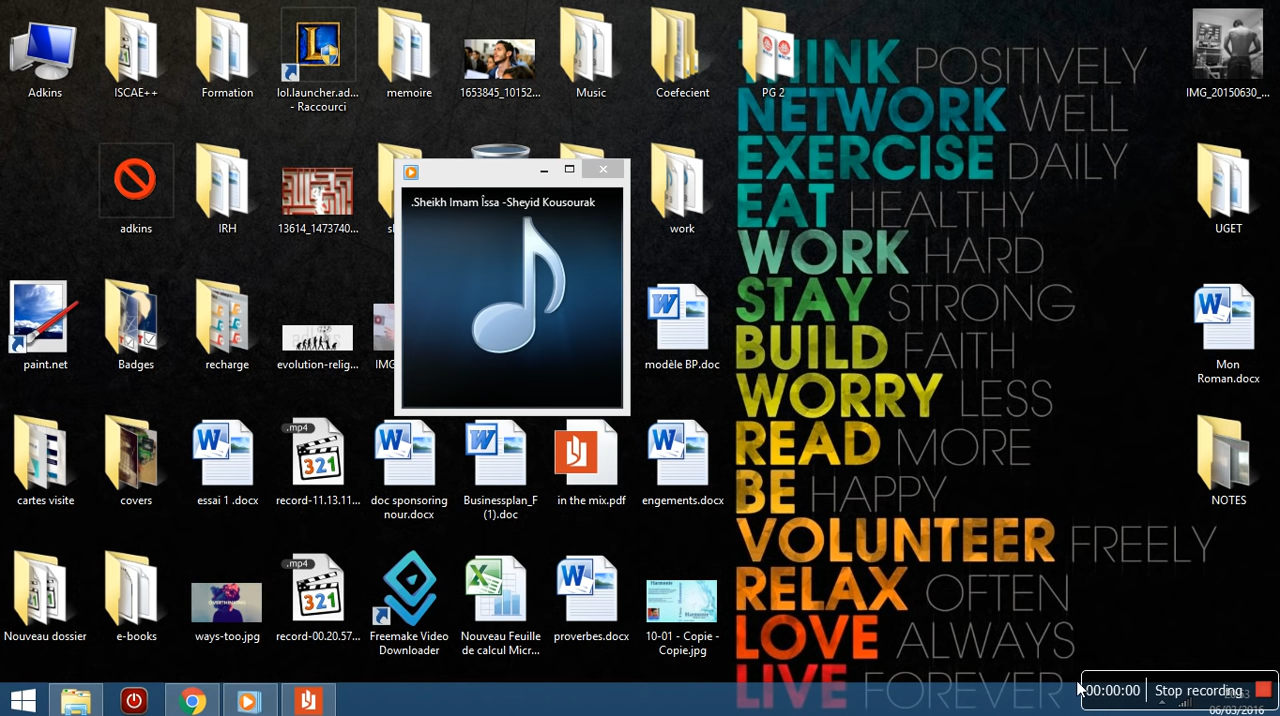 Adkins
ISCAE++
Formation
lol.launcher.ad...
- Raccourci
memoire
1653845_10152...
Music
Coefecient
PG 2
IMG_20150630_...
adkins
IRH
13614_1473740...
work
UGET
.Sheikh Imam Îssa -Sheyid Kousourak
paint.net
Badges
recharge
evolution-relig...
modèle BP.doc
Mon
Roman.docx
cartes visite
covers
essai 1 .docx
record-11.13.11...
doc sponsoring
nour.docx
Businessplan_F
(1).doc
in the mix.pdf
engements.docx
NOTES
Nouveau dossier
e-books
ways-too.jpg
record-00.20.57...
Freemake Video
Downloader
Nouveau Feuille
de calcul Micr...
proverbes.docx
10-01 - Copie -
Copie.jpg
.mp4
321
.mp4
321
THINK POSITIVELY
NETWORK WELL
EXERCISE DAILY
EAT HEALTHY
WORK HARD
STAY STRONG
BUILD FAITH
WORRY LESS
READ MORE
BE HAPPY
VOLUNTEER FREELY
RELAX OFTEN
LOVE ALWAYS
LIVE FOREVER
00:00:00 Stop recording
06/03/2016